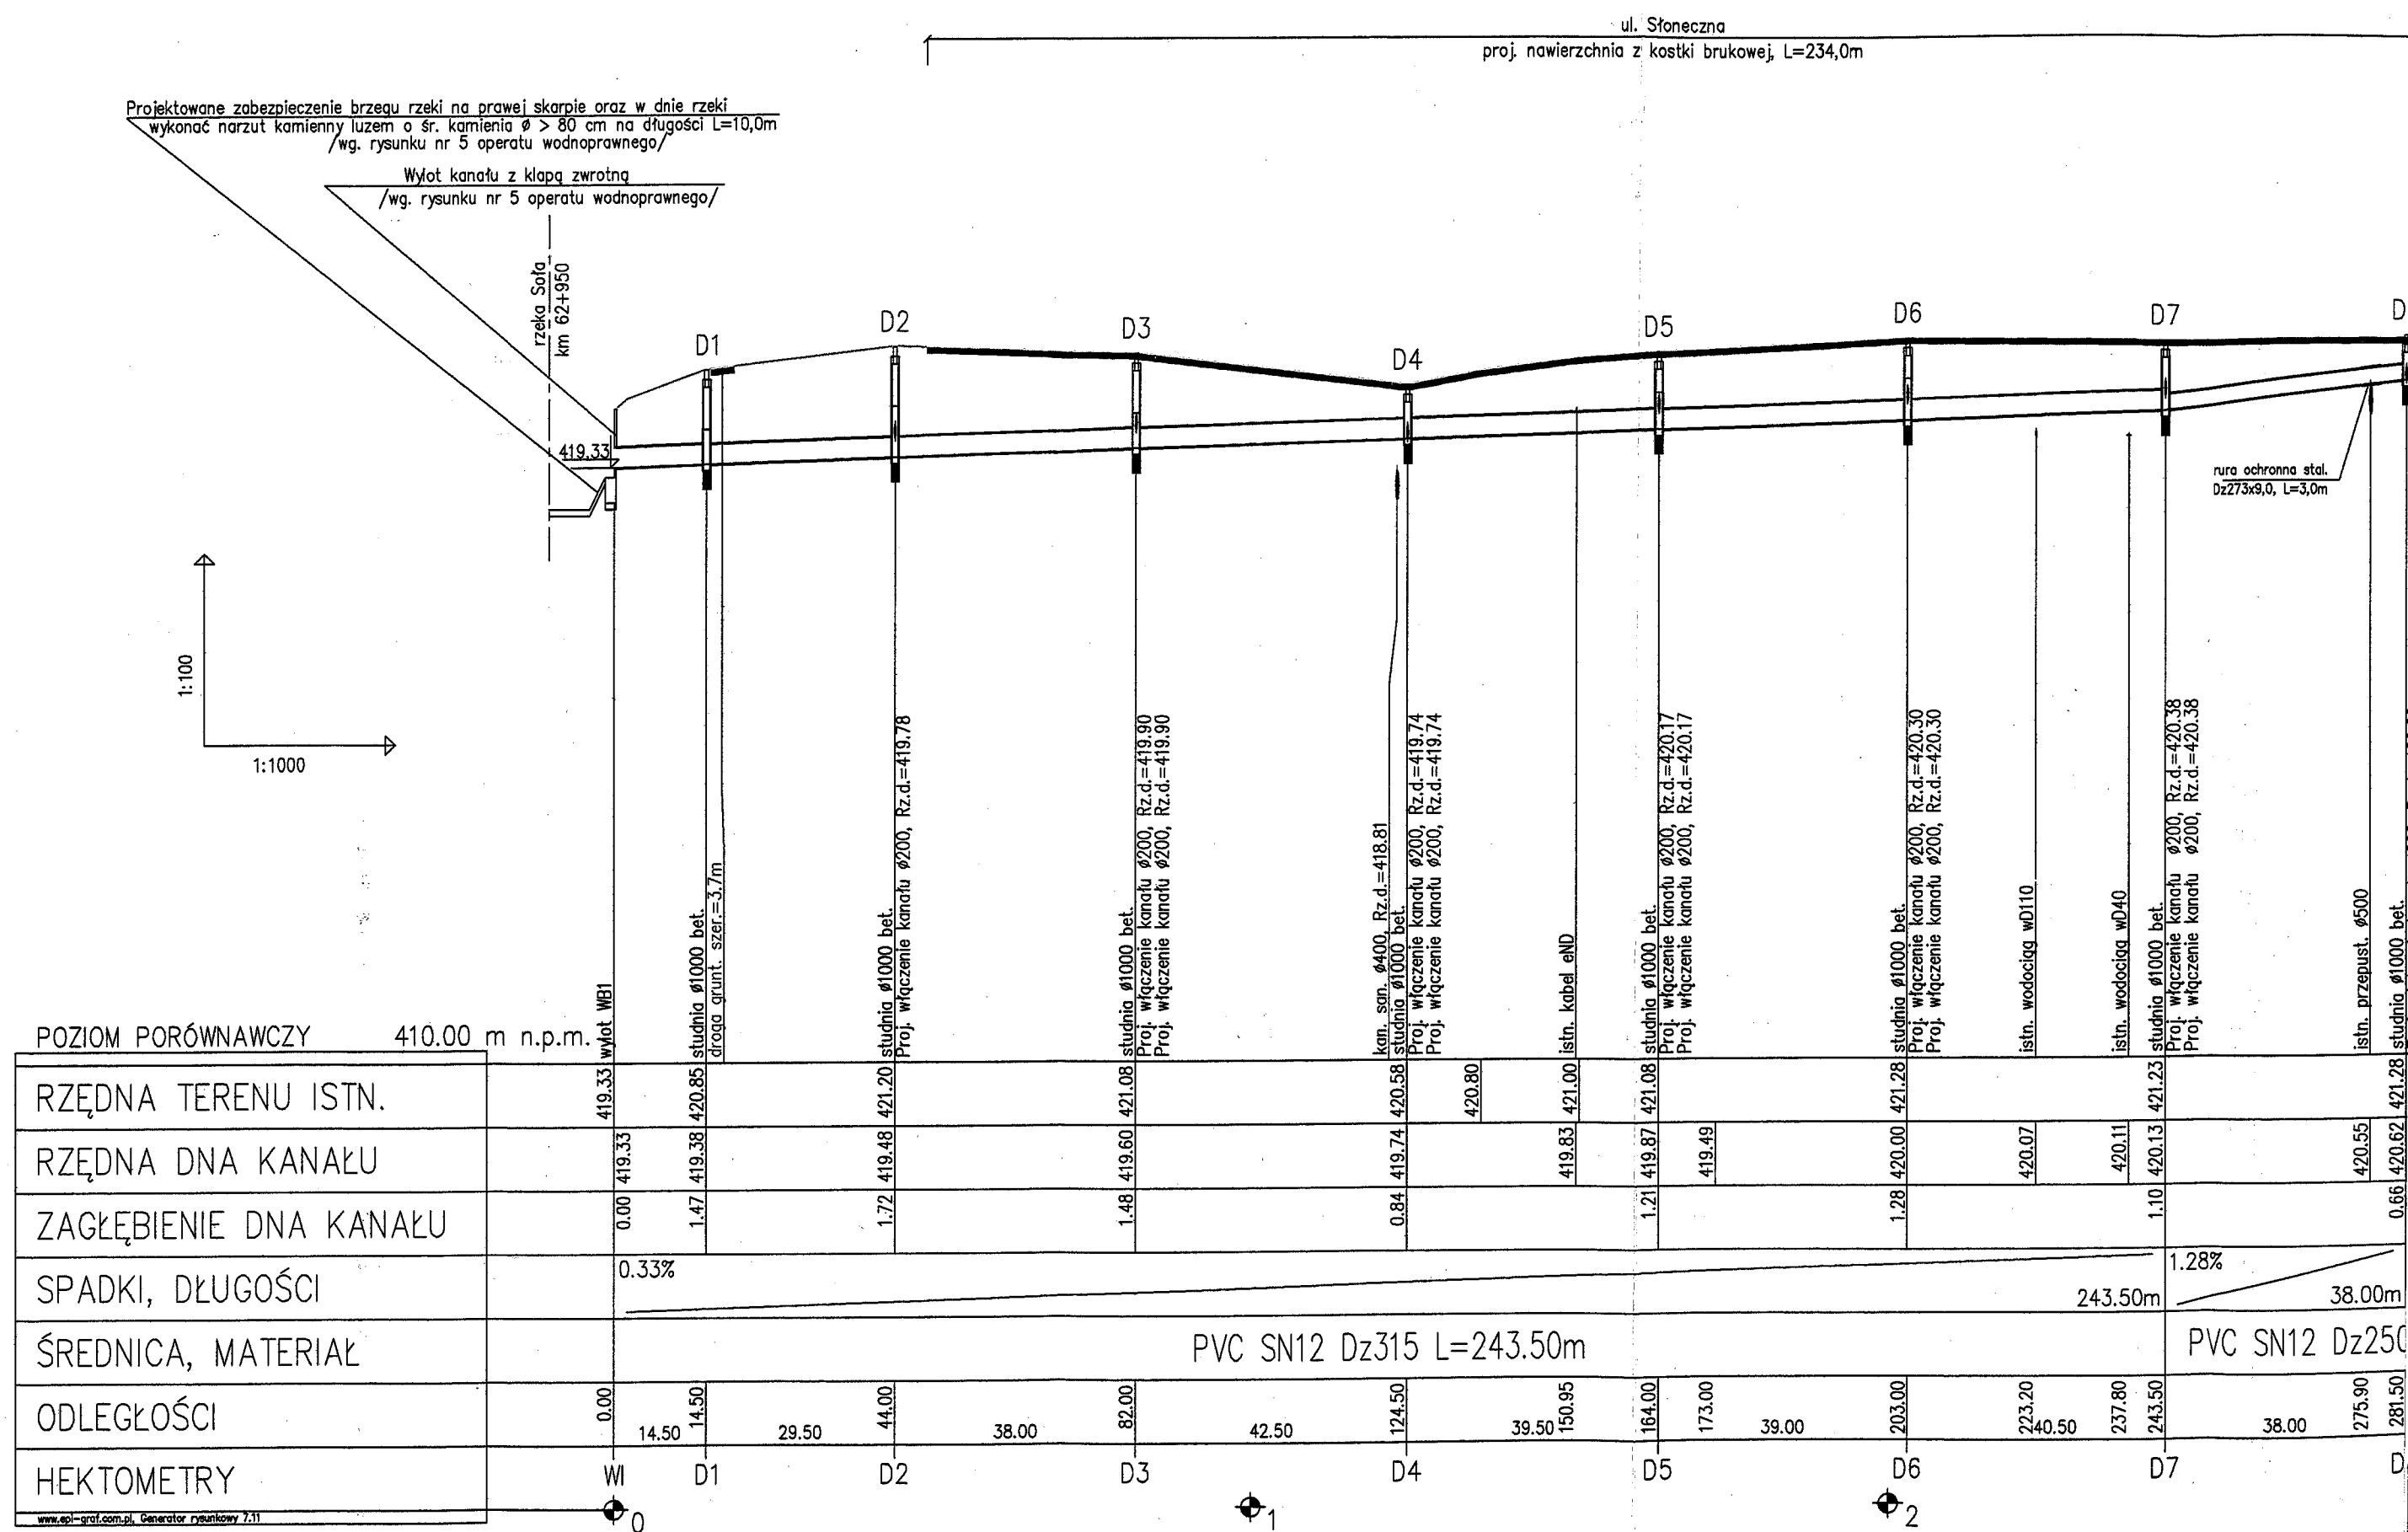 ul. Słoneczna
proj. nawierzchnia z kostki brukowej, L=234,0m
Projektowane zabezpieczenie brzegu rzeki na prawej skarpie oraz w dnie rzeki
wykonać narzut kamienny luzem o śr. kamienia ø > 80 cm na długości L=10,0m
/wg. rysunku nr 5 operatu wodnoprawnego/
Wylot kanału z klapą zwrotną
/wg. rysunku nr 5 operatu wodnoprawnego/
rzeka Soła
km 62+950
D1
D2
D3
D4
D5
D6
D7
D
419.33
rura ochronna stal.
Dz273x9,0, L=3,0m
1:100
1:1000
wylot WB1
studnia ø1000 bet.
droga grunt. szer.=3.7m
studnia ø1000 bet.
Proj. włączenie kanału ø200, Rz.d.=419.78
studnia ø1000 bet.
Proj. włączenie kanału ø200, Rz.d.=419.90
Proj. włączenie kanału ø200, Rz.d.=419.90
kan. san. ø400, Rz.d.=418.81
studnia ø1000 bet.
Proj. włączenie kanału ø200, Rz.d.=419.74
Proj. włączenie kanału ø200, Rz.d.=419.74
istn. kabel eND
studnia ø1000 bet.
Proj. włączenie kanału ø200, Rz.d.=420.17
Proj. włączenie kanału ø200, Rz.d.=420.17
studnia ø1000 bet.
Proj. włączenie kanału ø200, Rz.d.=420.30
Proj. włączenie kanału ø200, Rz.d.=420.30
istn. wodociąg wD110
istn. wodociąg wD40
studnia ø1000 bet.
Proj. włączenie kanału ø200, Rz.d.=420.38
Proj. włączenie kanału ø200, Rz.d.=420.38
istn. przepust. ø500
studnia ø1000 bet.
POZIOM PORÓWNAWCZY 410.00 m n.p.m.
RZĘDNA TERENU ISTN. 419.33 420.85 421.20 421.08 420.58 420.80 421.00 421.08 421.28 421.23 421.28
RZĘDNA DNA KANAŁU 419.33 419.38 419.48 419.60 419.74 419.83 419.87 419.49 420.00 420.07 420.11 420.13 420.55 420.62
ZAGŁĘBIENIE DNA KANAŁU 0.00 1.47 1.72 1.48 0.84 1.21 1.28 1.10 0.66
SPADKI, DŁUGOŚCI 0.33% 243.50m 1.28% 38.00m
ŚREDNICA, MATERIAŁ PVC SN12 Dz315 L=243.50m PVC SN12 Dz250
ODLEGŁOŚCI 0.00 14.50 14.50 29.50 44.00 38.00 82.00 42.50 124.50 39.50 150.95 164.00 173.00 39.00 203.00 223.20 40.50 237.80 243.50 38.00 275.90 281.50
HEKTOMETRY WI D1 D2 D3 D4 D5 D6 D7 D
0 1 2
www.epl-graf.com.pl, Generator rysunkowy 7.11